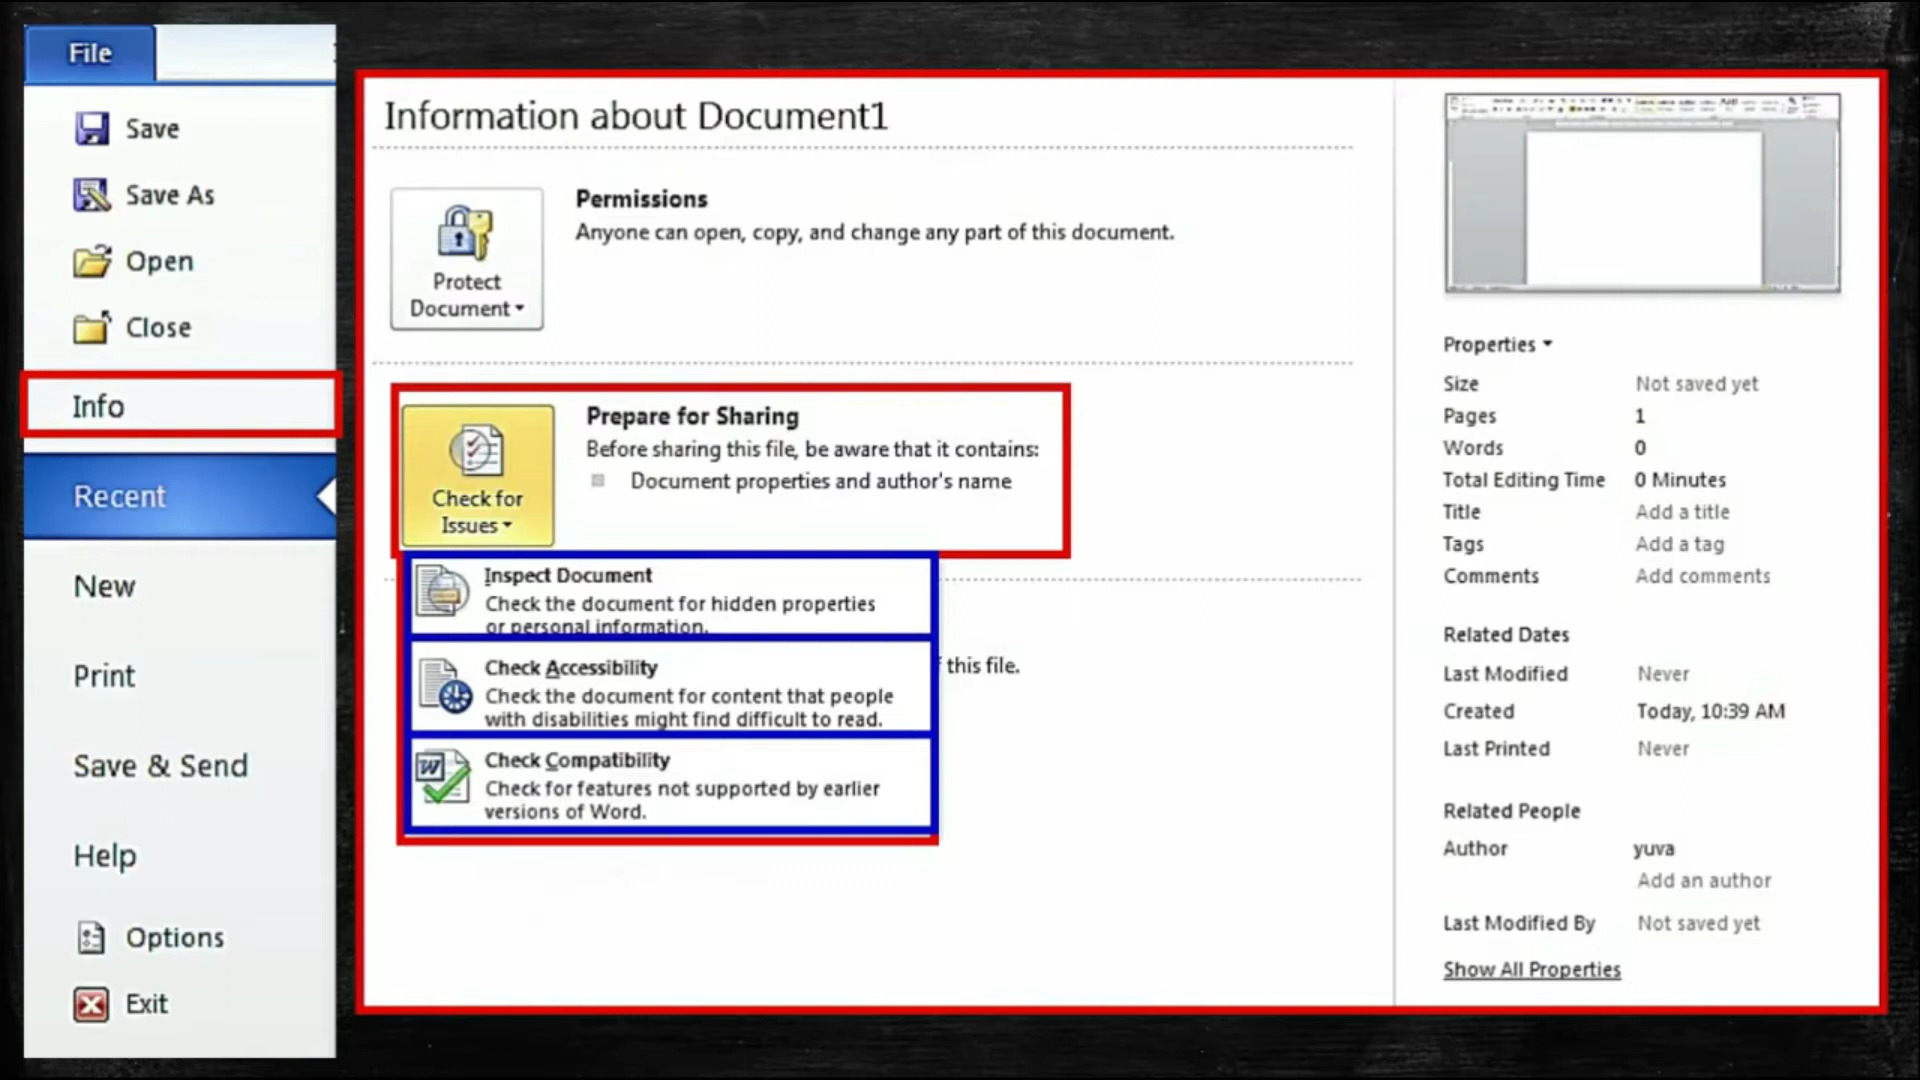 File
Save
Save As
Open
Close
Info
Recent
New
Print
Save & Send
Help
Options
Exit
Information about Document1
Protect
Document
Permissions
Anyone can open, copy, and change any part of this document.
Check for
Issues
Prepare for Sharing
Before sharing this file, be aware that it contains:
Document properties and author's name
Inspect Document
Check the document for hidden properties
or personal information.
Check Accessibility
Check the document for content that people
with disabilities might find difficult to read.
this file.
Check Compatibility
Check for features not supported by earlier
versions of Word.
Properties
Size Not saved yet
Pages 1
Words 0
Total Editing Time 0 Minutes
Title Add a title
Tags Add a tag
Comments Add comments
Related Dates
Last Modified Never
Created Today, 10:39 AM
Last Printed Never
Related People
Author yuva
Add an author
Last Modified By Not saved yet
Show All Properties